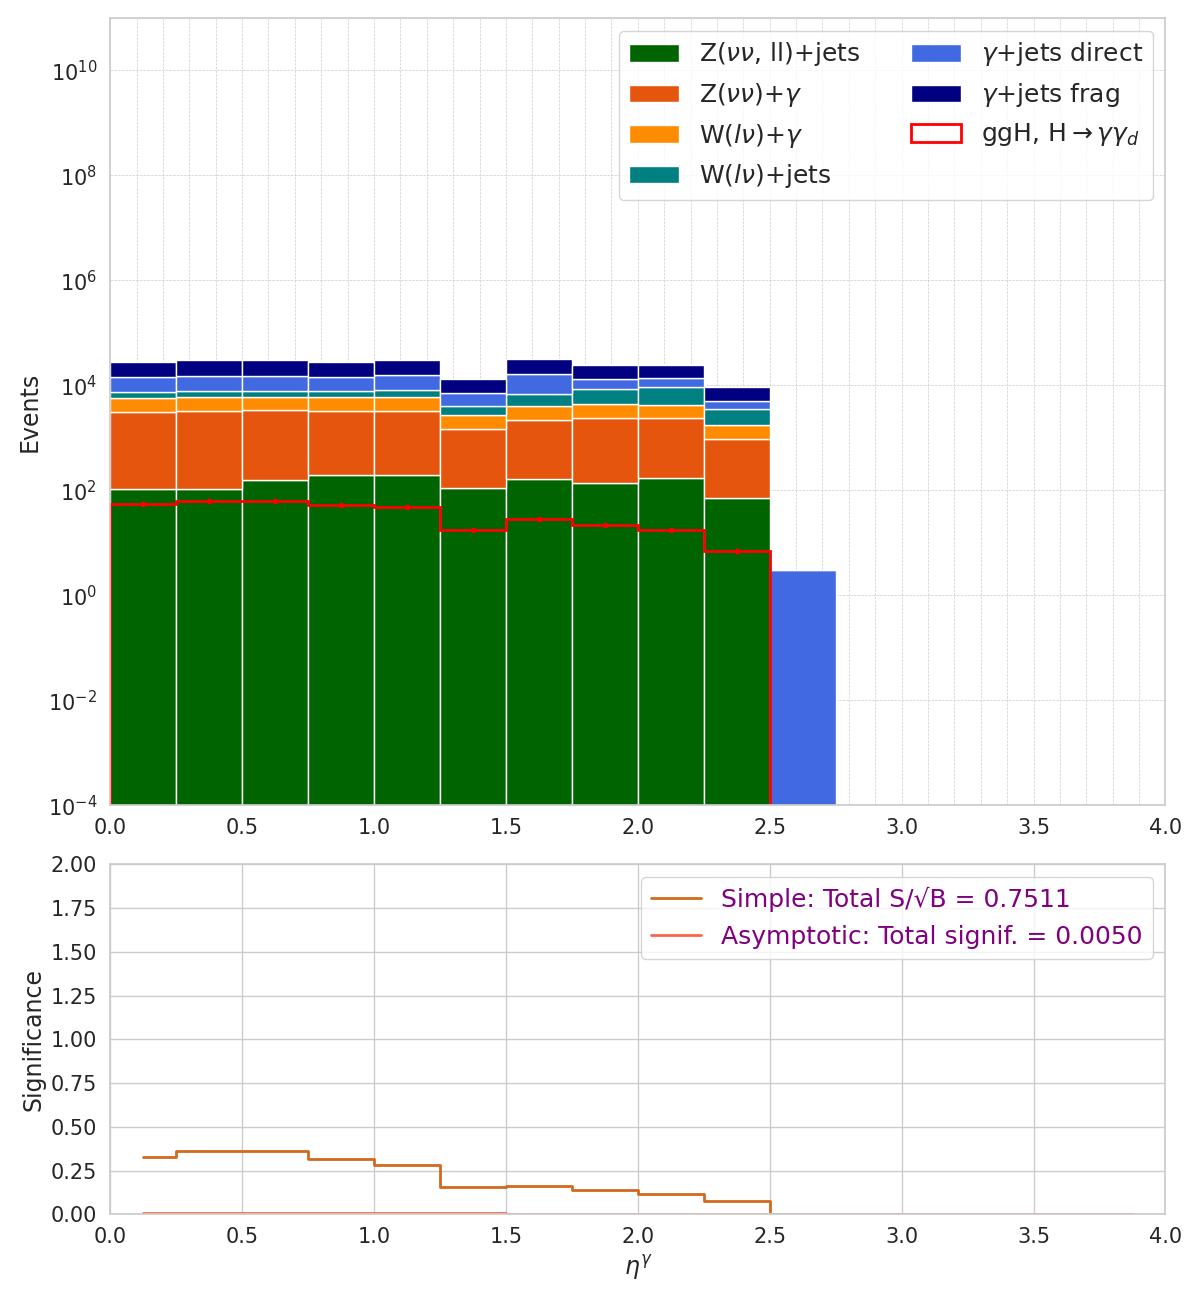 Z(νν, ll)+jets
Z(νν)+γ
W(lν)+γ
W(lν)+jets
γ+jets direct
γ+jets frag
ggH, H→γγ_d
Events
10^10
10^8
10^6
10^4
10^2
10^0
10^−2
10^−4
0.0 0.5 1.0 1.5 2.0 2.5 3.0 3.5 4.0
Simple: Total S/√B = 0.7511
Asymptotic: Total signif. = 0.0050
Significance
2.00
1.75
1.50
1.25
1.00
0.75
0.50
0.25
0.00
0.0 0.5 1.0 1.5 2.0 2.5 3.0 3.5 4.0
η^γ